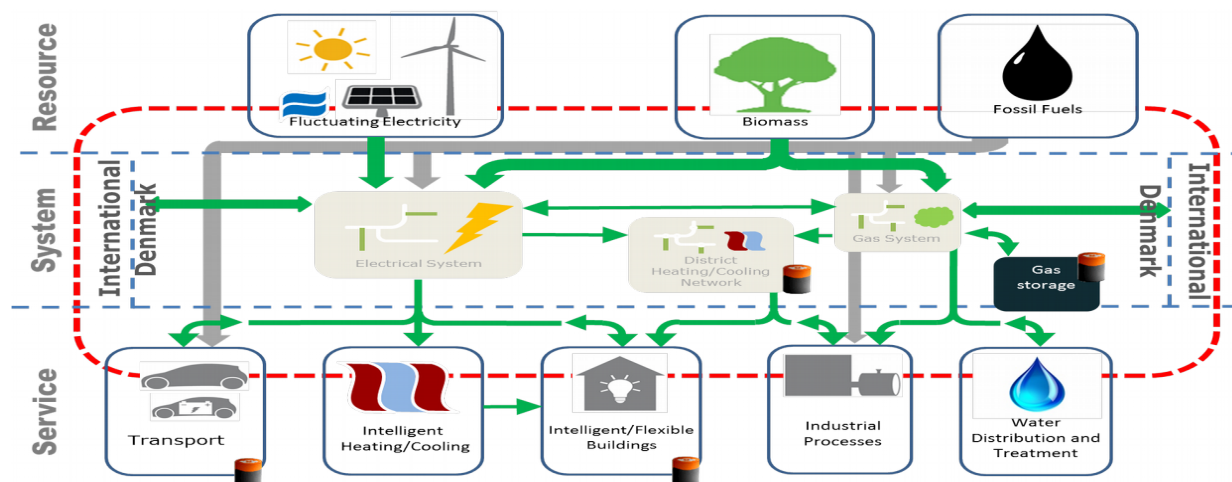 Resource
Fluctuating Electricity
Biomass
Fossil Fuels
System
International
Denmark
Electrical System
District
Heating/Cooling
Network
Gas System
Gas
storage
Denmark
International
Service
Transport
Intelligent
Heating/Cooling
Intelligent/Flexible
Buildings
Industrial
Processes
Water
Distribution and
Treatment